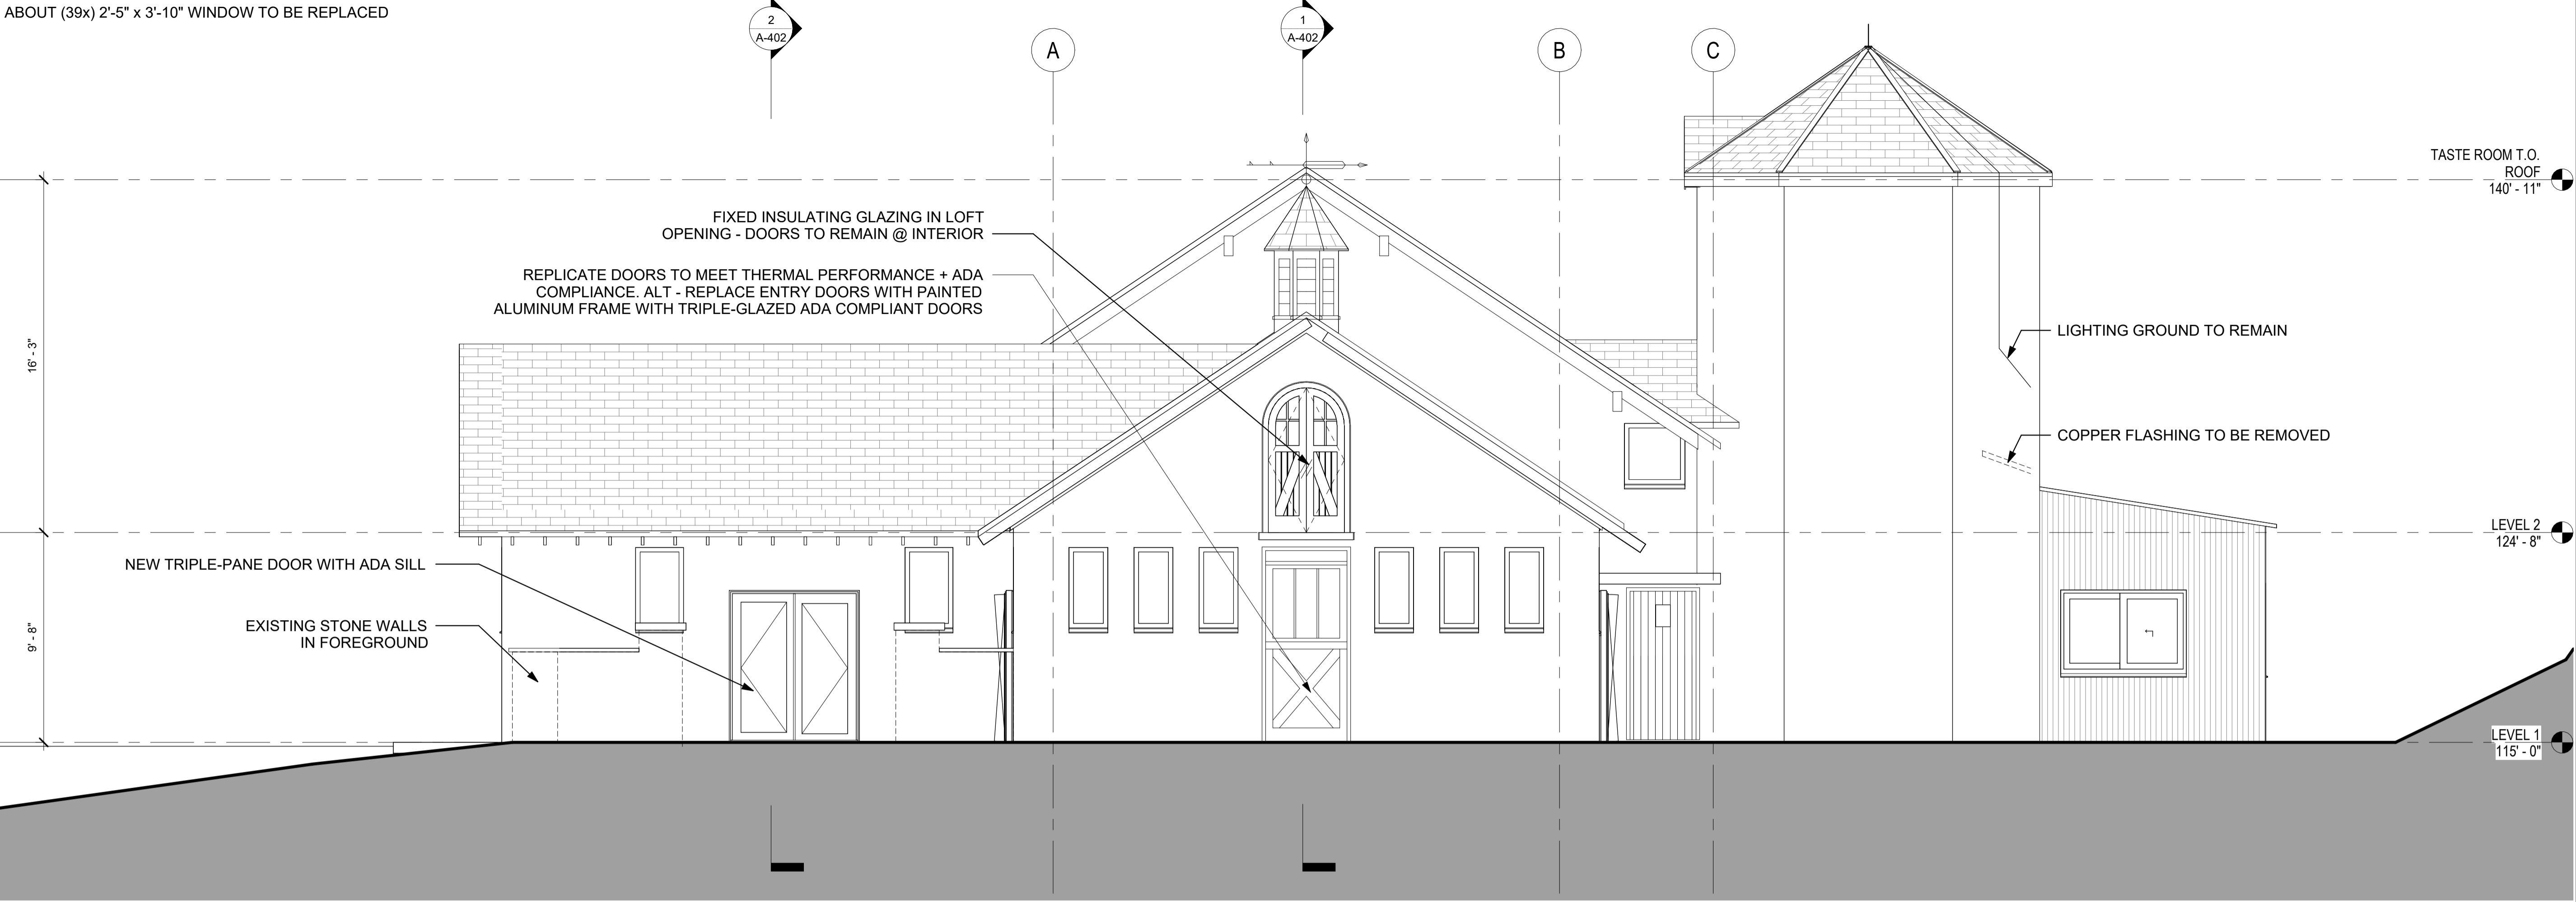 ABOUT (39x) 2'-5" x 3'-10" WINDOW TO BE REPLACED
2
A-402
1
A-402
A
B
C
TASTE ROOM T.O.
ROOF
140' - 11"
FIXED INSULATING GLAZING IN LOFT
OPENING - DOORS TO REMAIN @ INTERIOR
REPLICATE DOORS TO MEET THERMAL PERFORMANCE + ADA
COMPLIANCE. ALT - REPLACE ENTRY DOORS WITH PAINTED
ALUMINUM FRAME WITH TRIPLE-GLAZED ADA COMPLIANT DOORS
LIGHTING GROUND TO REMAIN
16' - 3"
COPPER FLASHING TO BE REMOVED
LEVEL 2
124' - 8"
NEW TRIPLE-PANE DOOR WITH ADA SILL
EXISTING STONE WALLS
IN FOREGROUND
9' - 8"
LEVEL 1
115' - 0"